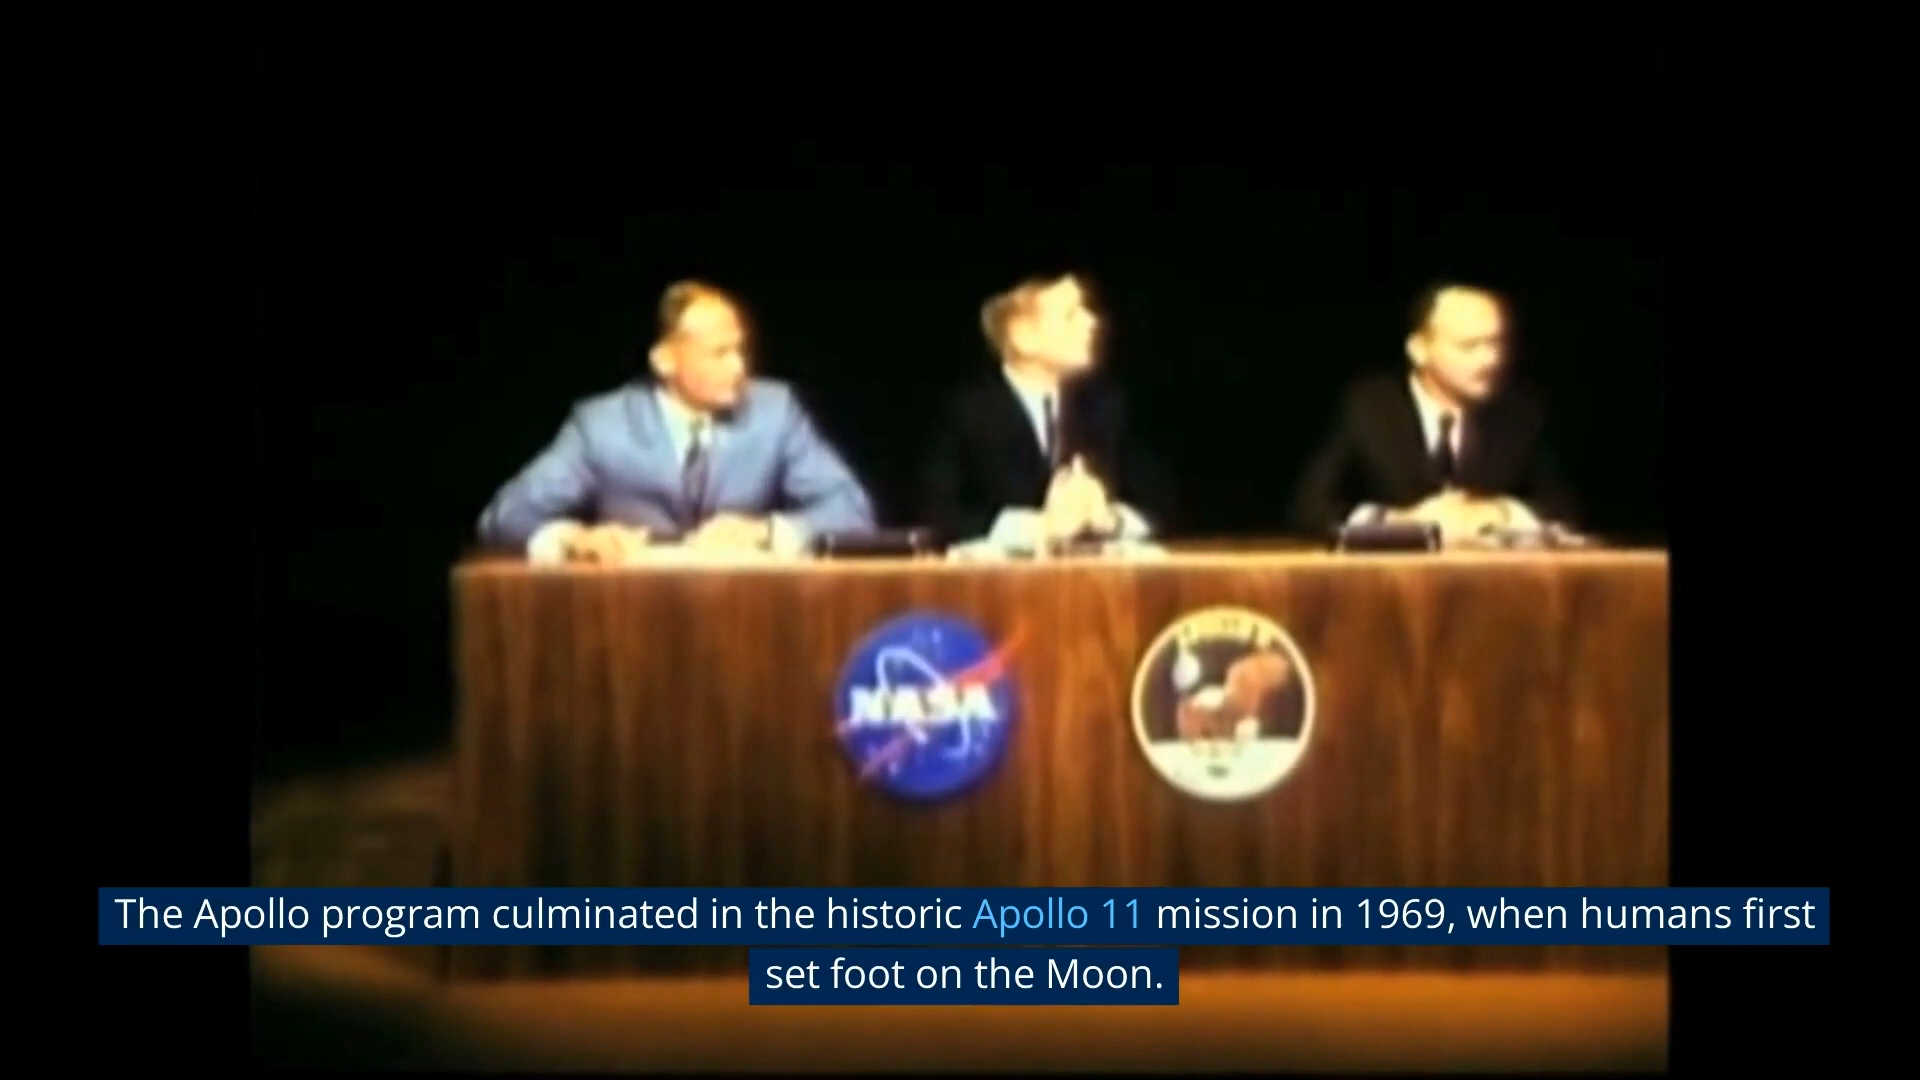 NASA
The Apollo program culminated in the historic Apollo 11 mission in 1969, when humans first
set foot on the Moon.